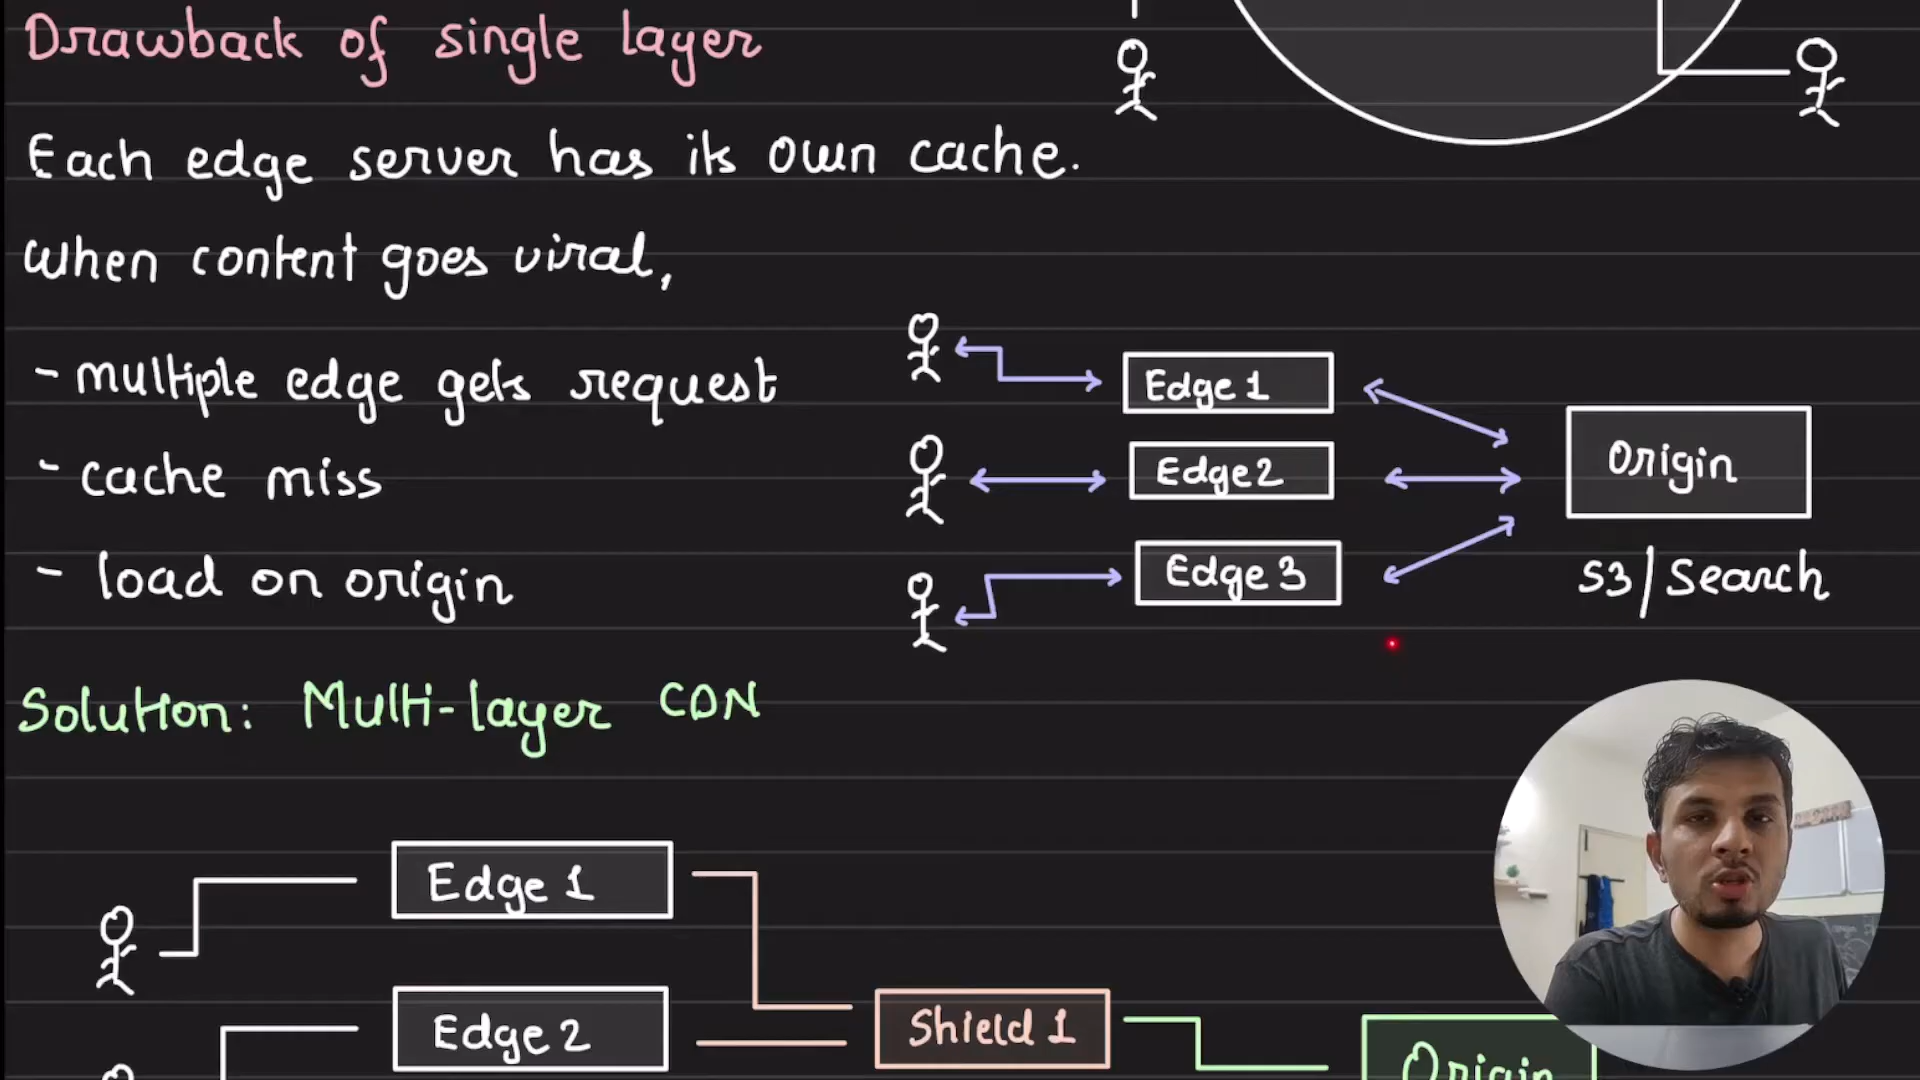 Drawback of single layer
Each edge server has its own cache.
When content goes viral,
- multiple edge gets request
- cache miss
- load on origin
Edge 1
Edge 2
Edge 3
Origin
S3/Search
Solution: Multi-layer CDN
Edge 1
Edge 2
Shield 1
Origin